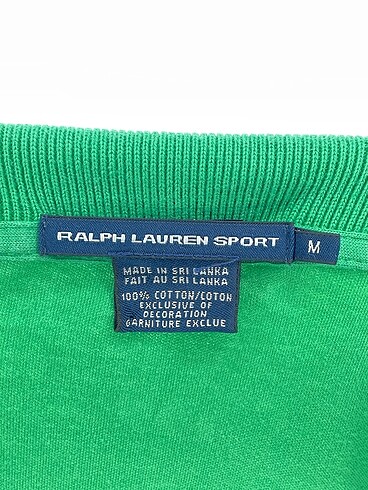 RALPH LAUREN SPORT
M
MADE IN SRI LANKA
FAIT AU SRI LANKA
100% COTTON/COTON
EXCLUSIVE OF
DECORATION
GARNITURE EXCLUE